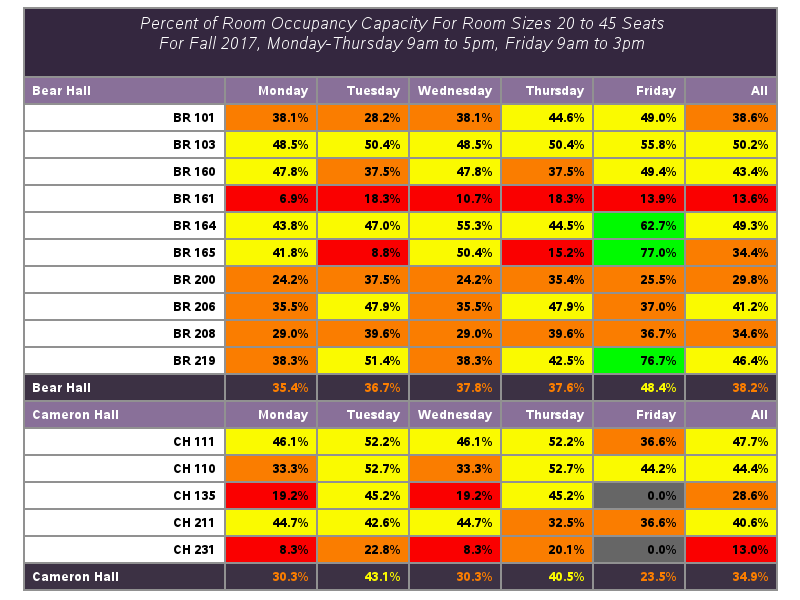 Percent of Room Occupancy Capacity For Room Sizes 20 to 45 Seats
For Fall 2017, Monday-Thursday 9am to 5pm, Friday 9am to 3pm
Bear Hall Monday Tuesday Wednesday Thursday Friday All
BR 101 38.1% 28.2% 38.1% 44.6% 49.0% 38.6%
BR 103 48.5% 50.4% 48.5% 50.4% 55.8% 50.2%
BR 160 47.8% 37.5% 47.8% 37.5% 49.4% 43.4%
BR 161 6.9% 18.3% 10.7% 18.3% 13.9% 13.6%
BR 164 43.8% 47.0% 55.3% 44.5% 62.7% 49.3%
BR 165 41.8% 8.8% 50.4% 15.2% 77.0% 34.4%
BR 200 24.2% 37.5% 24.2% 35.4% 25.5% 29.8%
BR 206 35.5% 47.9% 35.5% 47.9% 37.0% 41.2%
BR 208 29.0% 39.6% 29.0% 39.6% 36.7% 34.6%
BR 219 38.3% 51.4% 38.3% 42.5% 76.7% 46.4%
Bear Hall 35.4% 36.7% 37.8% 37.6% 48.4% 38.2%
Cameron Hall Monday Tuesday Wednesday Thursday Friday All
CH 111 46.1% 52.2% 46.1% 52.2% 36.6% 47.7%
CH 110 33.3% 52.7% 33.3% 52.7% 44.2% 44.4%
CH 135 19.2% 45.2% 19.2% 45.2% 0.0% 28.6%
CH 211 44.7% 42.6% 44.7% 32.5% 36.6% 40.6%
CH 231 8.3% 22.8% 8.3% 20.1% 0.0% 13.0%
Cameron Hall 30.3% 43.1% 30.3% 40.5% 23.5% 34.9%